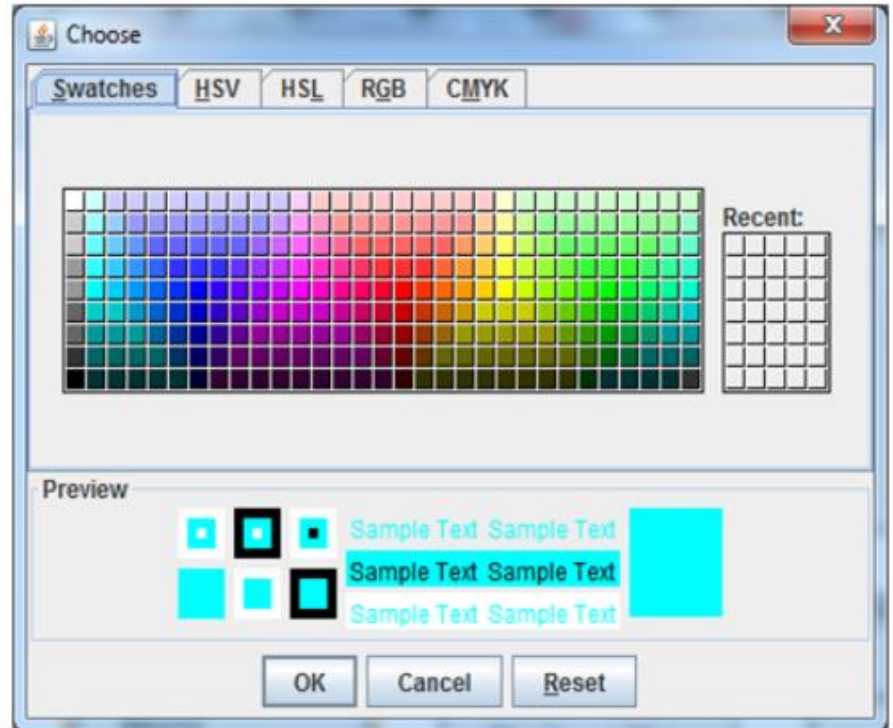 Choose
Swatches HSV HSL RGB CMYK
Recent:
Preview
Sample Text Sample Text
Sample Text Sample Text
Sample Text Sample Text
OK Cancel Reset